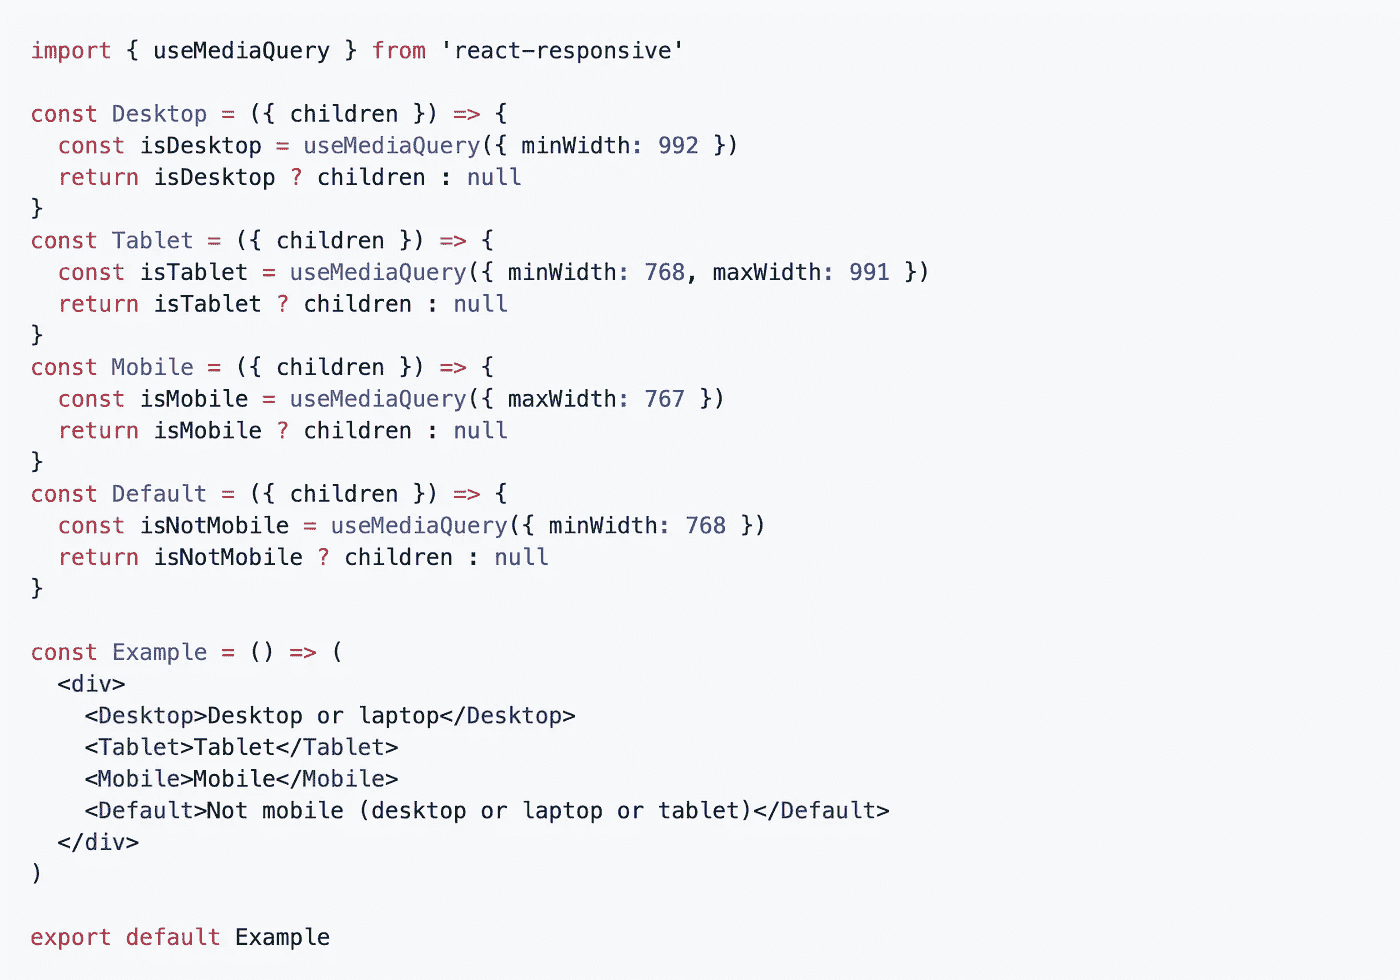 import { useMediaQuery } from 'react-responsive'

const Desktop = ({ children }) => {
  const isDesktop = useMediaQuery({ minWidth: 992 })
  return isDesktop ? children : null
}
const Tablet = ({ children }) => {
  const isTablet = useMediaQuery({ minWidth: 768, maxWidth: 991 })
  return isTablet ? children : null
}
const Mobile = ({ children }) => {
  const isMobile = useMediaQuery({ maxWidth: 767 })
  return isMobile ? children : null
}
const Default = ({ children }) => {
  const isNotMobile = useMediaQuery({ minWidth: 768 })
  return isNotMobile ? children : null
}

const Example = () => (
  <div>
    <Desktop>Desktop or laptop</Desktop>
    <Tablet>Tablet</Tablet>
    <Mobile>Mobile</Mobile>
    <Default>Not mobile (desktop or laptop or tablet)</Default>
  </div>
)

export default Example